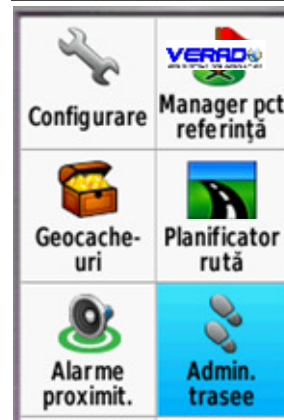 VERADO
Configurare
Manager pct
referință
Geocache-
uri
Planificator
rută
Alarme
proximit.
Admin.
trasee